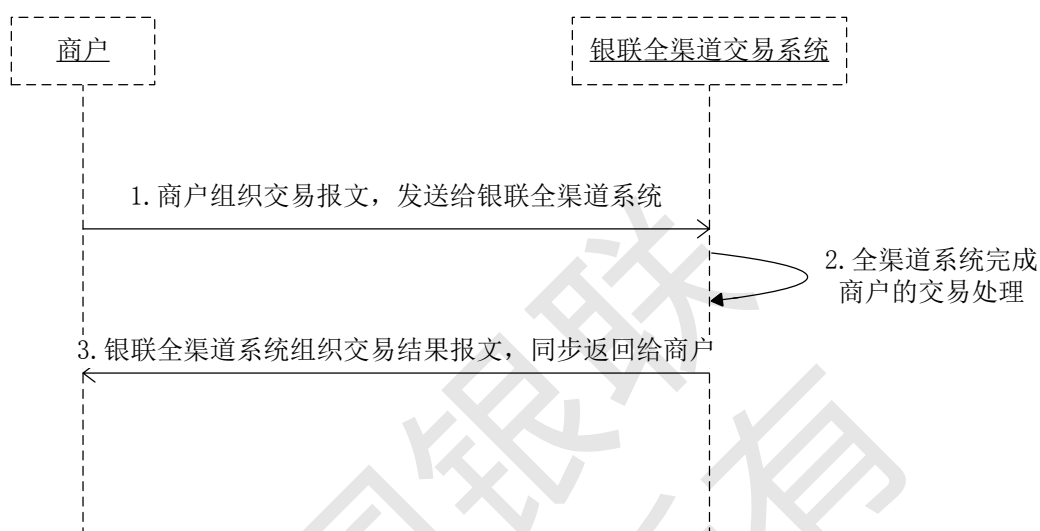 商户
银联全渠道交易系统
1.商户组织交易报文，发送给银联全渠道系统
2.全渠道系统完成
商户的交易处理
3.银联全渠道系统组织交易结果报文，同步返回给商户
银联
有